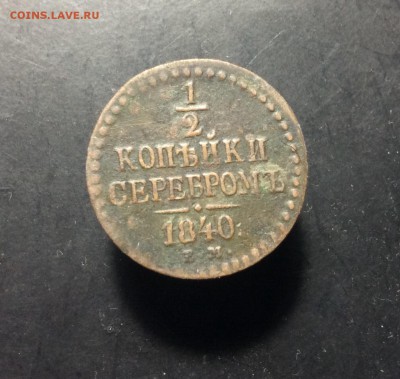 COINS.LAVE.RU
1
2
КОПѢЙКИ
СЕРЕБРОМЪ
1840:
Е М